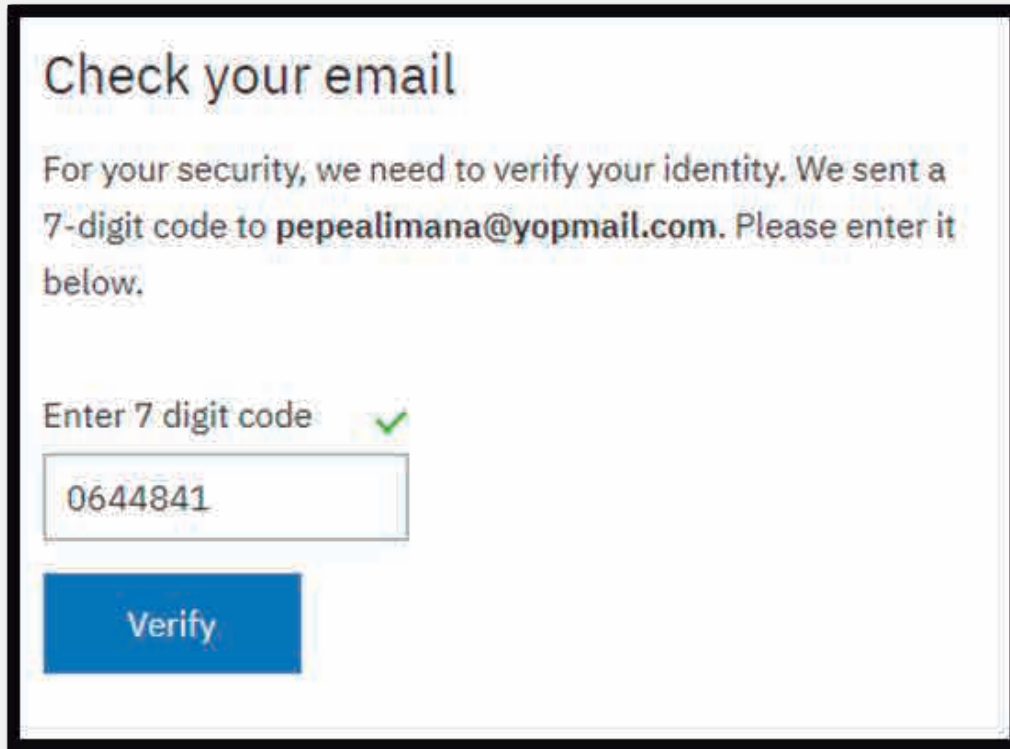 Check your email
For your security, we need to verify your identity. We sent a
7-digit code to pepealimana@yopmail.com. Please enter it
below.
Enter 7 digit code
0644841
Verify